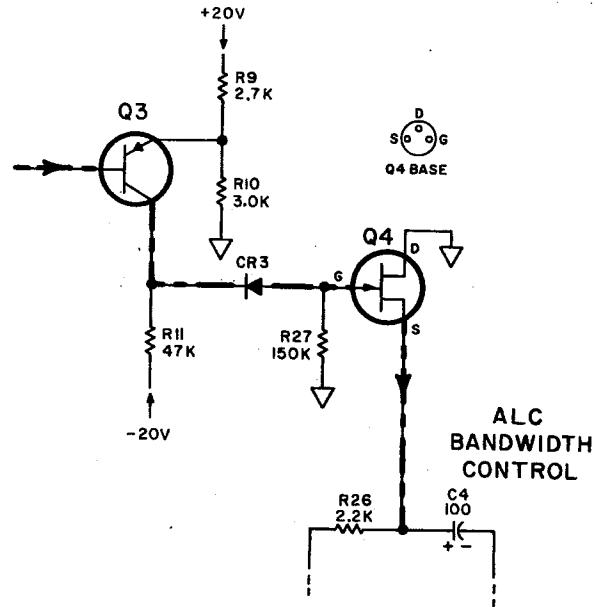 +20V
R9
2.7K
Q3
D
S
G
Q4 BASE
R10
3.0K
Q4
D
CR3
G
R11
47K
R27
150K
S
-20V
ALC
BANDWIDTH
CONTROL
R26
2.2K
C4
100
+ -